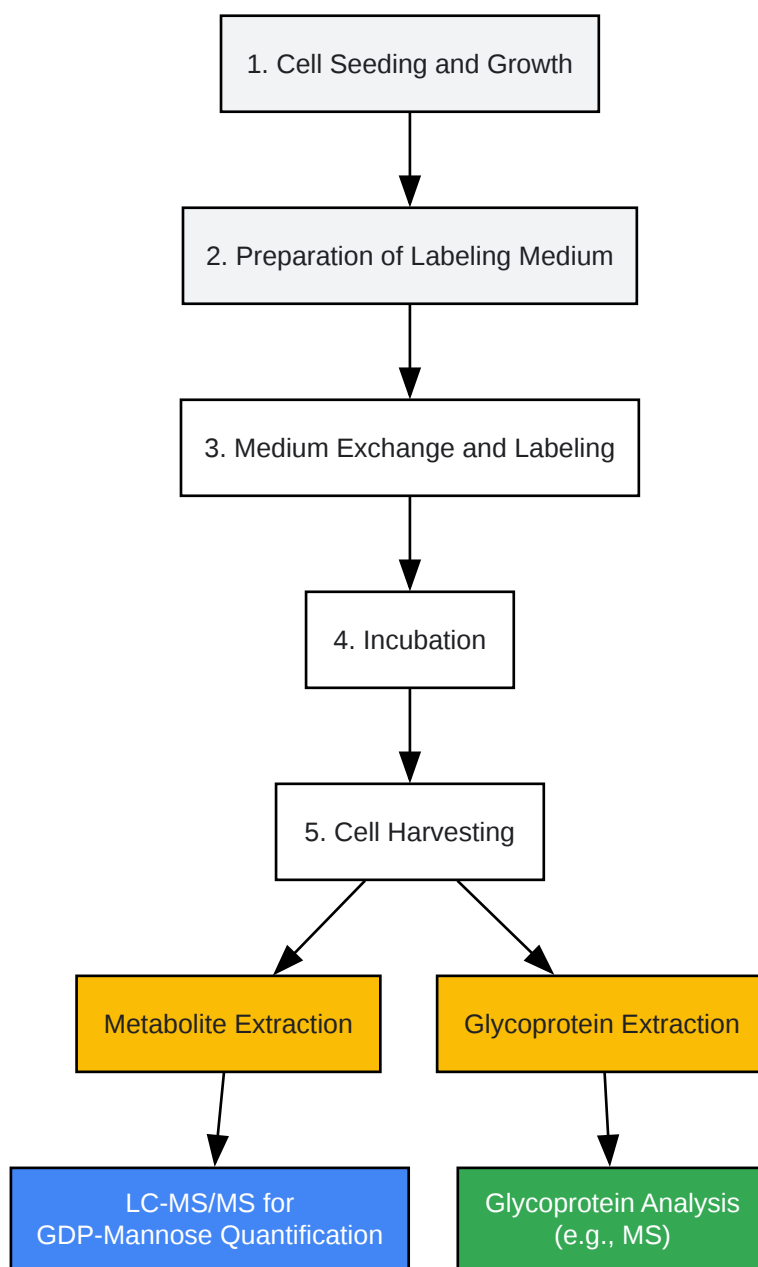 1. Cell Seeding and Growth
2. Preparation of Labeling Medium
3. Medium Exchange and Labeling
4. Incubation
5. Cell Harvesting
Metabolite Extraction
Glycoprotein Extraction
LC-MS/MS for
GDP-Mannose Quantification
Glycoprotein Analysis
(e.g., MS)